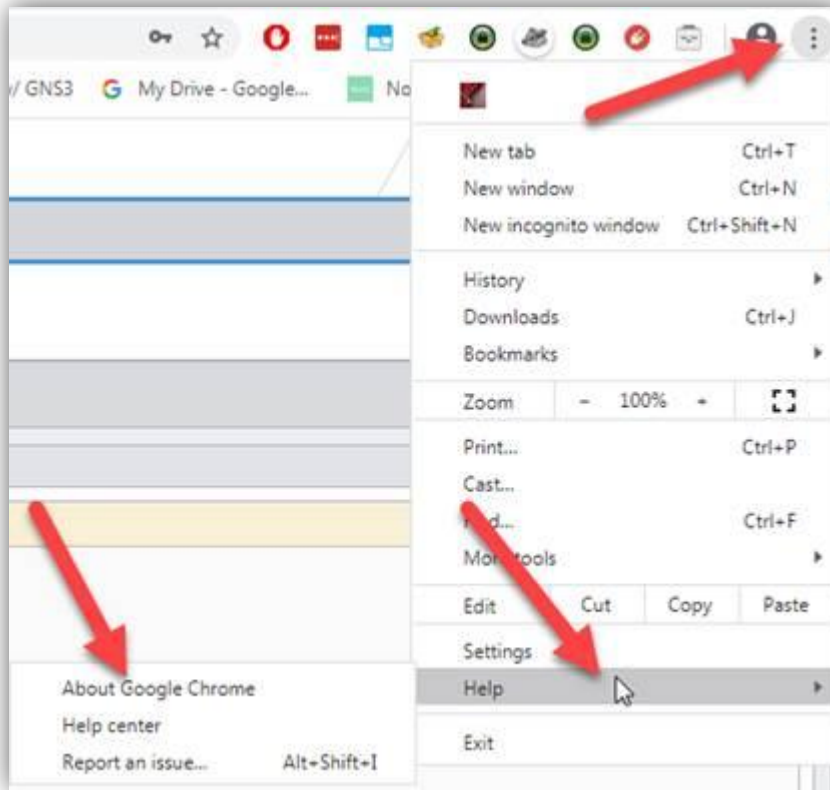 / GNS3 My Drive - Google... No
New tab Ctrl+T
New window Ctrl+N
New incognito window Ctrl+Shift+N
History
Downloads Ctrl+J
Bookmarks
Zoom - 100% +
Print... Ctrl+P
Cast...
Ctrl+F
tools
Edit Cut Copy Paste
Settings
Help
Exit
About Google Chrome
Help center
Report an issue... Alt+Shift+I